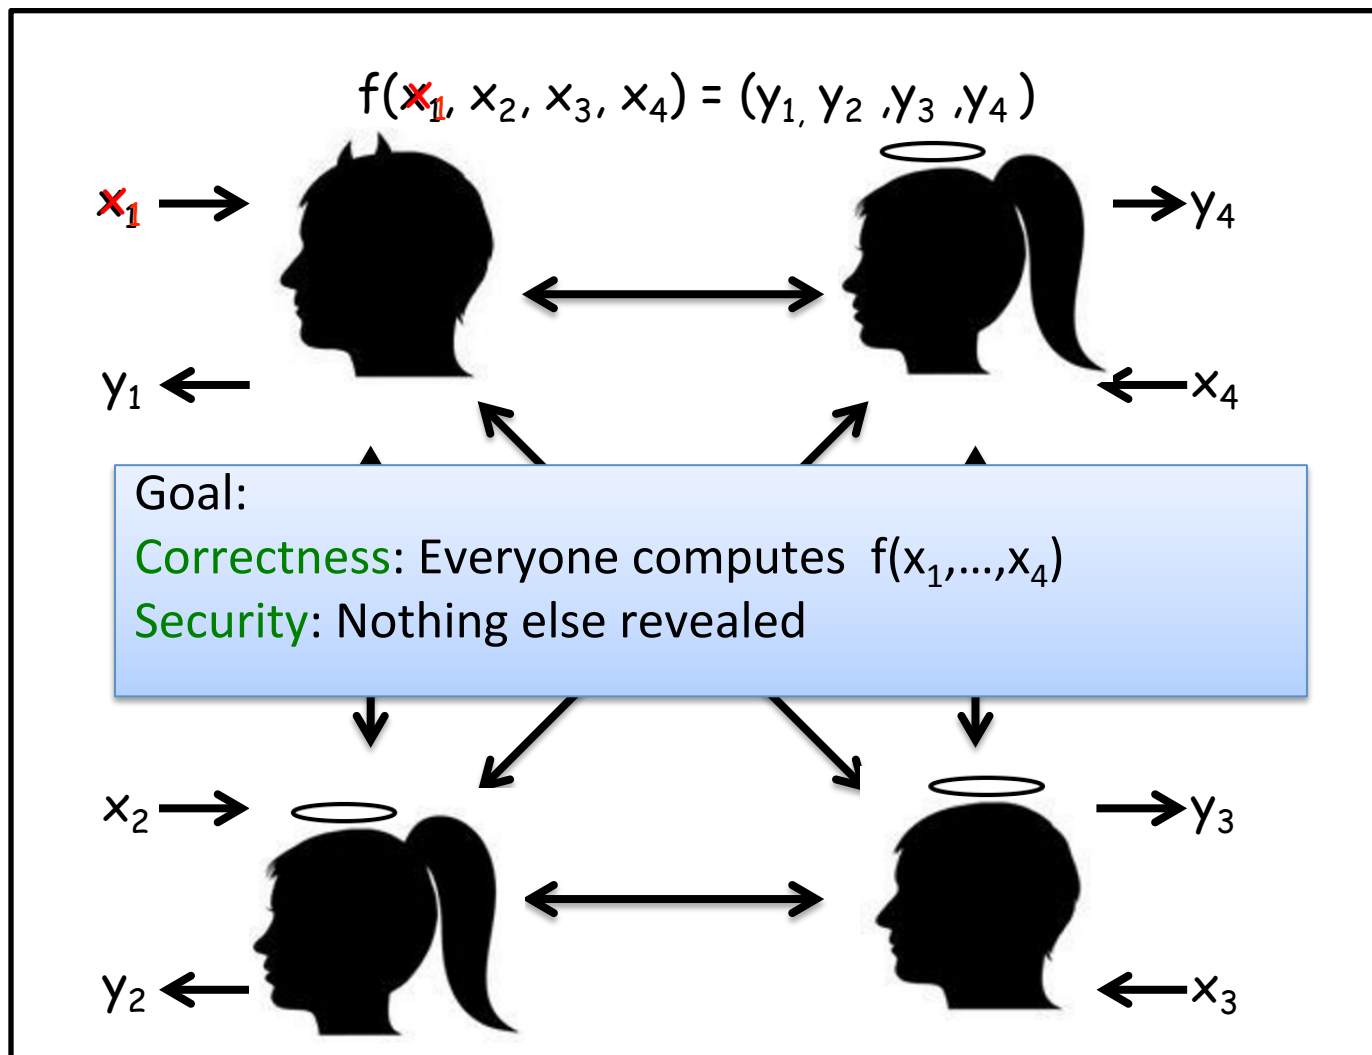 f(x₁, x₂, x₃, x₄) = (y₁, y₂ ,y₃ ,y₄ )
x₁
y₄
y₁
x₄
Goal:
Correctness: Everyone computes f(x₁,…,x₄)
Security: Nothing else revealed
x₂
y₃
y₂
x₃